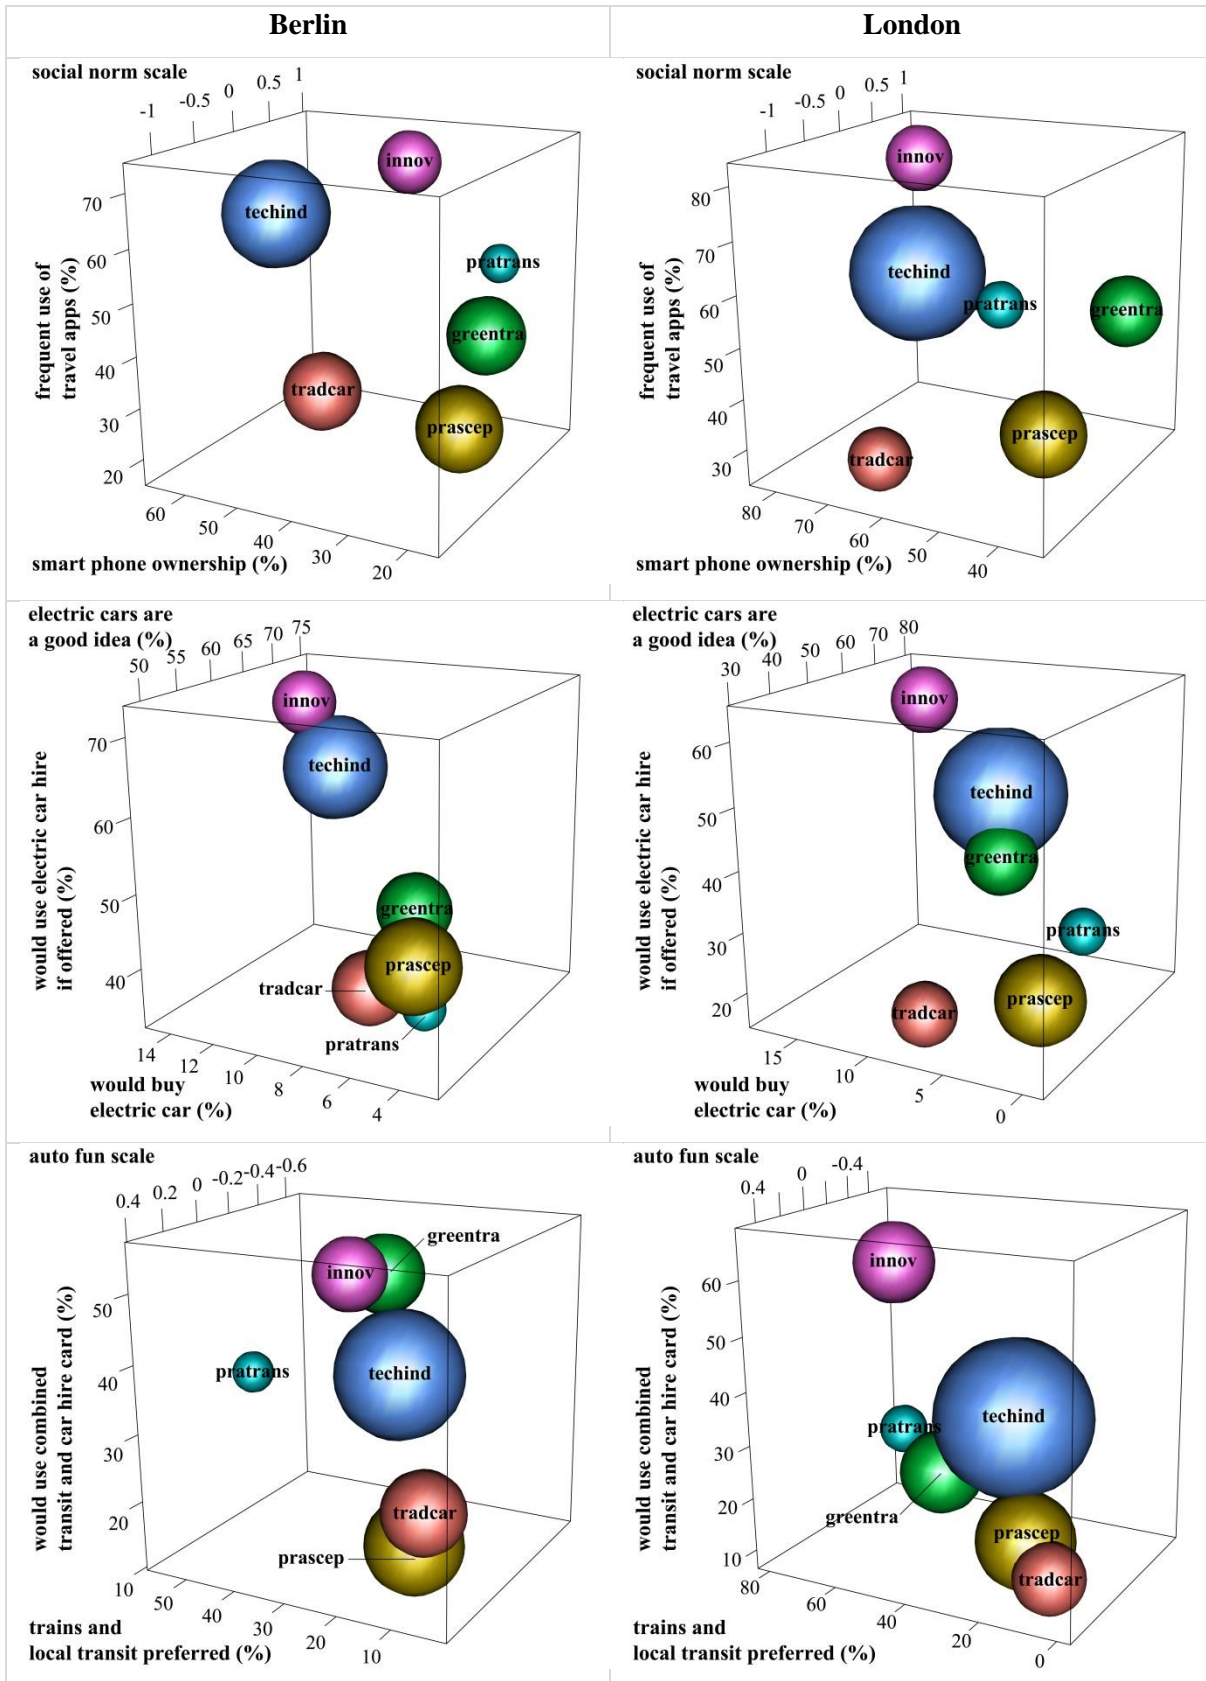 Berlin
London
social norm scale
-1 -0.5 0 0.5 1
frequent use of
travel apps (%)
70
60
50
40
30
20
innov
techind
pratrans
greentra
tradcar
prascep
60 50 40 30 20
smart phone ownership (%)
social norm scale
-1 -0.5 0 0.5 1
frequent use of
travel apps (%)
80
70
60
50
40
30
innov
techind
pratrans
greentra
prascep
tradcar
80 70 60 50 40
smart phone ownership (%)
electric cars are
a good idea (%)
50 55 60 65 70 75
would use electric car hire
if offered (%)
70
60
50
40
innov
techind
greentra
prascep
tradcar
pratrans
14 12 10 8 6 4
would buy
electric car (%)
electric cars are
a good idea (%)
30 40 50 60 70 80
would use electric car hire
if offered (%)
60
50
40
30
20
innov
techind
greentra
pratrans
prascep
tradcar
15 10 5 0
would buy
electric car (%)
auto fun scale
0.4 0.2 0 -0.2 -0.4 -0.6
would use combined
transit and car hire card (%)
50
40
30
20
10
greentra
innov
pratrans
techind
tradcar
prascep
50 40 30 20 10
trains and
local transit preferred (%)
auto fun scale
0.4 0 -0.4
would use combined
transit and car hire card (%)
60
50
40
30
20
10
innov
techind
pratrans
greentra
prascep
tradcar
80 60 40 20 0
trains and
local transit preferred (%)